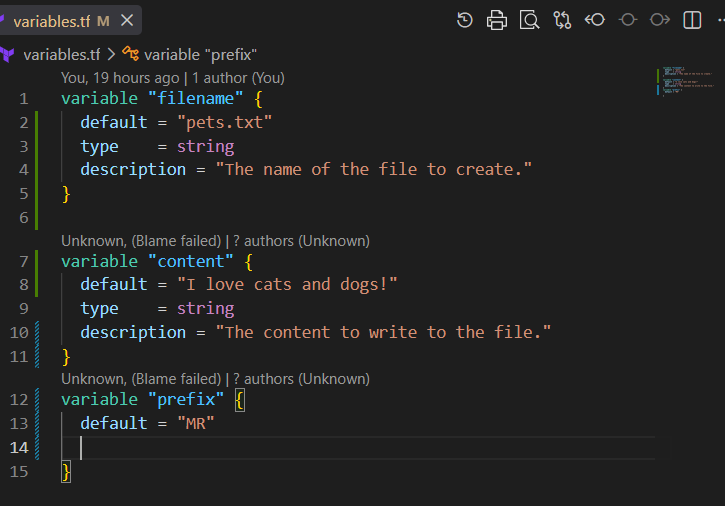 variables.tf M
variables.tf > variable "prefix"
You, 19 hours ago | 1 author (You)
1 variable "filename" {
2 default = "pets.txt"
3 type = string
4 description = "The name of the file to create."
5 }
6
Unknown, (Blame failed) | ? authors (Unknown)
7 variable "content" {
8 default = "I love cats and dogs!"
9 type = string
10 description = "The content to write to the file."
11 }
Unknown, (Blame failed) | ? authors (Unknown)
12 variable "prefix" {
13 default = "MR"
14
15 }